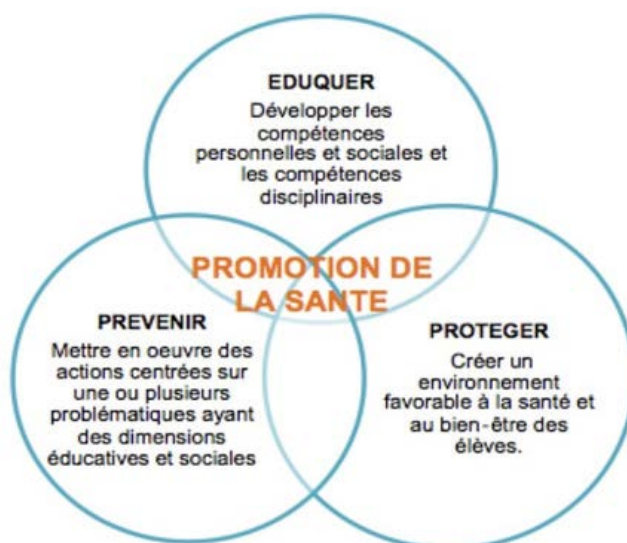 EDUQUER
Développer les
compétences
personnelles et sociales et
les compétences
disciplinaires
PROMOTION DE
LA SANTE
PREVENIR
Mettre en oeuvre des
actions centrées sur
une ou plusieurs
problématiques ayant
des dimensions
éducatives et sociales
PROTEGER
Créer un
environnement
favorable à la santé et
au bien-être des
élèves.